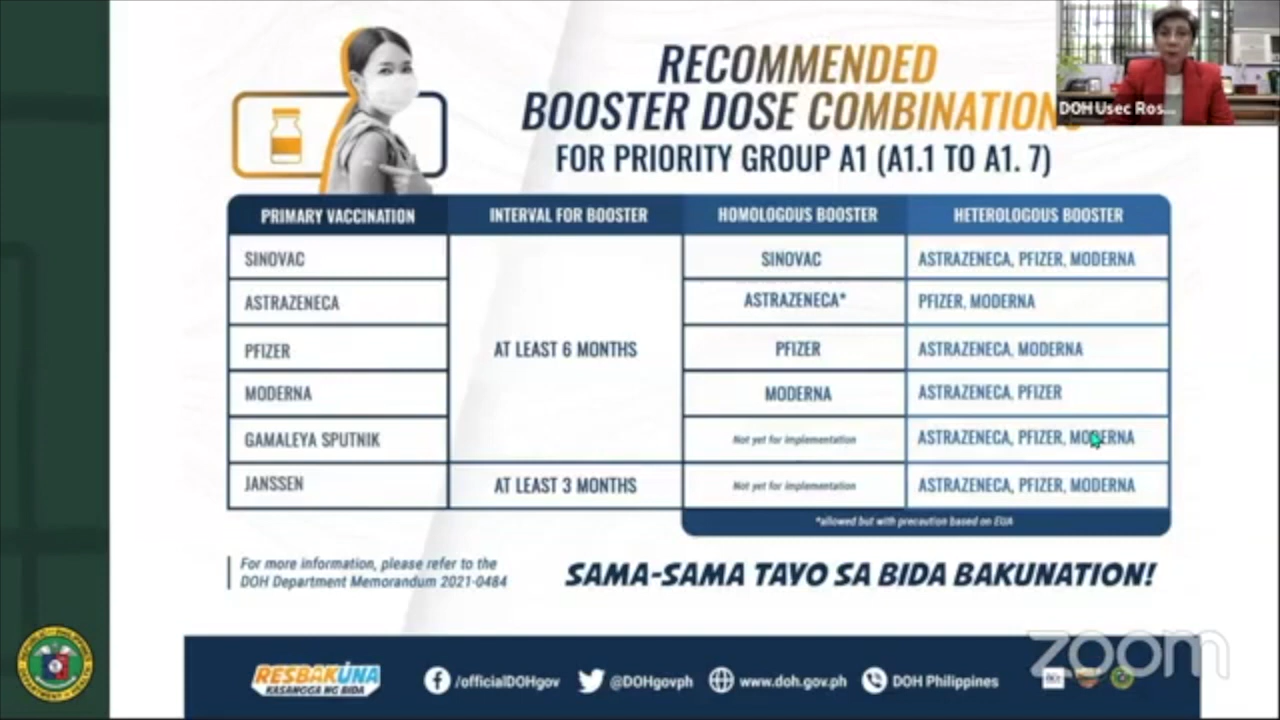 RECOMMENDED
BOOSTER DOSE COMBINATION
FOR PRIORITY GROUP A1 (A1.1 TO A1. 7)
DOH Usec Ros...
PRIMARY VACCINATION
INTERVAL FOR BOOSTER
HOMOLOGOUS BOOSTER
HETEROLOGOUS BOOSTER
SINOVAC
SINOVAC
ASTRAZENECA, PFIZER, MODERNA
ASTRAZENECA
ASTRAZENECA*
PFIZER, MODERNA
PFIZER
AT LEAST 6 MONTHS
PFIZER
ASTRAZENECA, MODERNA
MODERNA
MODERNA
ASTRAZENECA, PFIZER
GAMALEYA SPUTNIK
Not yet for implementation
ASTRAZENECA, PFIZER, MODERNA
JANSSEN
AT LEAST 3 MONTHS
Not yet for implementation
ASTRAZENECA, PFIZER, MODERNA
*allowed but with precaution based on EUA
For more information, please refer to the
DOH Department Memorandum 2021-0484
SAMA-SAMA TAYO SA BIDA BAKUNATION!
zoom
RESBAKUNA
KASANGGA NG BIDA
/officialDOHgov
@DOHgovph
www.doh.gov.ph
DOH Philippines